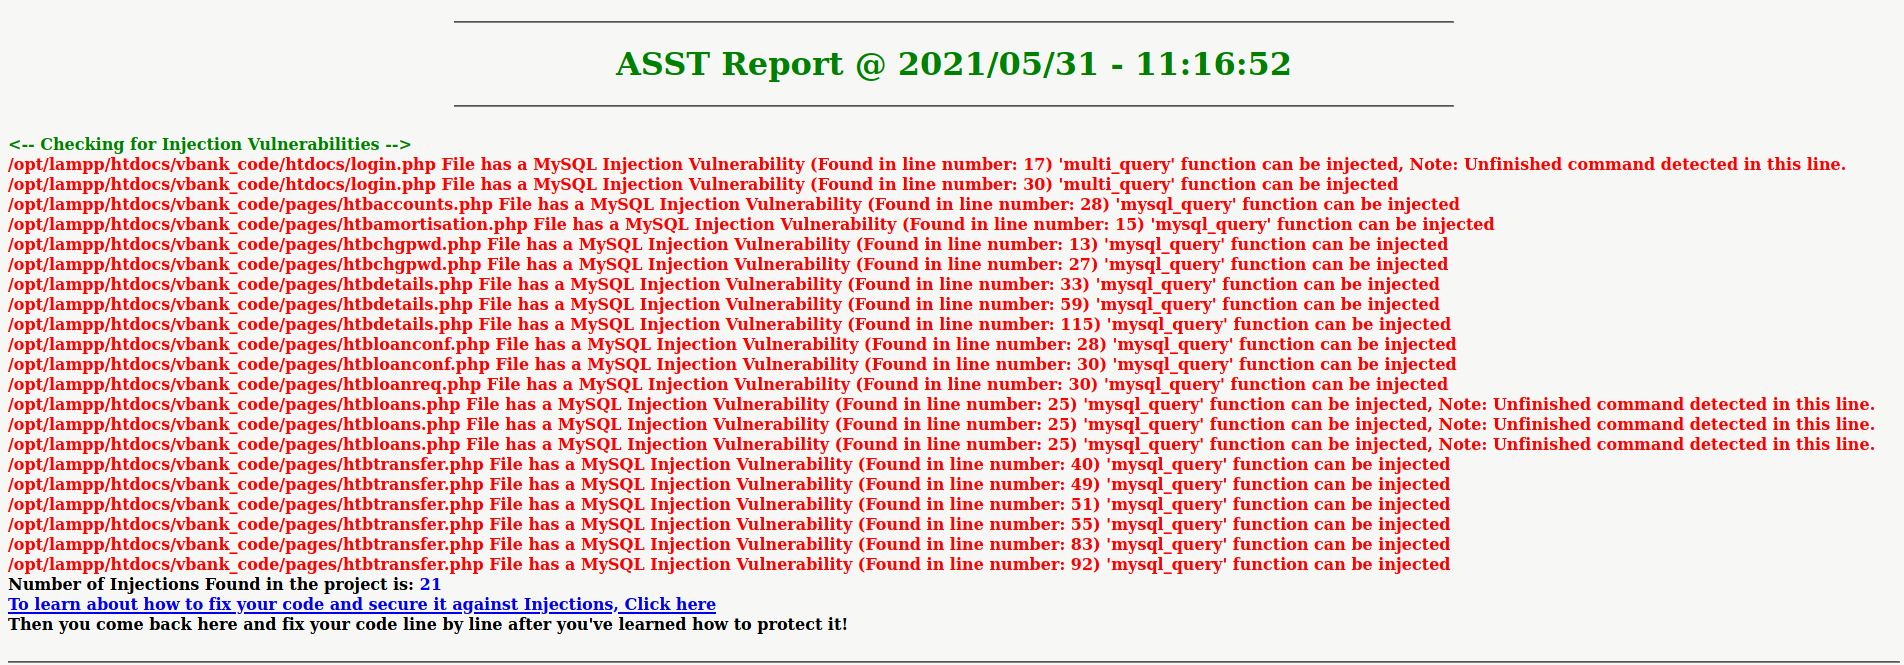 ASST Report @ 2021/05/31 - 11:16:52
<-- Checking for Injection Vulnerabilities -->
/opt/lampp/htdocs/vbank_code/htdocs/login.php File has a MySQL Injection Vulnerability (Found in line number: 17) 'multi_query' function can be injected, Note: Unfinished command detected in this line.
/opt/lampp/htdocs/vbank_code/htdocs/login.php File has a MySQL Injection Vulnerability (Found in line number: 30) 'multi_query' function can be injected
/opt/lampp/htdocs/vbank_code/pages/htbaccounts.php File has a MySQL Injection Vulnerability (Found in line number: 28) 'mysql_query' function can be injected
/opt/lampp/htdocs/vbank_code/pages/htbamortisation.php File has a MySQL Injection Vulnerability (Found in line number: 15) 'mysql_query' function can be injected
/opt/lampp/htdocs/vbank_code/pages/htbchgpwd.php File has a MySQL Injection Vulnerability (Found in line number: 13) 'mysql_query' function can be injected
/opt/lampp/htdocs/vbank_code/pages/htbchgpwd.php File has a MySQL Injection Vulnerability (Found in line number: 27) 'mysql_query' function can be injected
/opt/lampp/htdocs/vbank_code/pages/htbdetails.php File has a MySQL Injection Vulnerability (Found in line number: 33) 'mysql_query' function can be injected
/opt/lampp/htdocs/vbank_code/pages/htbdetails.php File has a MySQL Injection Vulnerability (Found in line number: 59) 'mysql_query' function can be injected
/opt/lampp/htdocs/vbank_code/pages/htbdetails.php File has a MySQL Injection Vulnerability (Found in line number: 115) 'mysql_query' function can be injected
/opt/lampp/htdocs/vbank_code/pages/htbloanconf.php File has a MySQL Injection Vulnerability (Found in line number: 28) 'mysql_query' function can be injected
/opt/lampp/htdocs/vbank_code/pages/htbloanconf.php File has a MySQL Injection Vulnerability (Found in line number: 30) 'mysql_query' function can be injected
/opt/lampp/htdocs/vbank_code/pages/htbloanreq.php File has a MySQL Injection Vulnerability (Found in line number: 30) 'mysql_query' function can be injected
/opt/lampp/htdocs/vbank_code/pages/htbloans.php File has a MySQL Injection Vulnerability (Found in line number: 25) 'mysql_query' function can be injected, Note: Unfinished command detected in this line.
/opt/lampp/htdocs/vbank_code/pages/htbloans.php File has a MySQL Injection Vulnerability (Found in line number: 25) 'mysql_query' function can be injected, Note: Unfinished command detected in this line.
/opt/lampp/htdocs/vbank_code/pages/htbloans.php File has a MySQL Injection Vulnerability (Found in line number: 25) 'mysql_query' function can be injected, Note: Unfinished command detected in this line.
/opt/lampp/htdocs/vbank_code/pages/htbtransfer.php File has a MySQL Injection Vulnerability (Found in line number: 40) 'mysql_query' function can be injected
/opt/lampp/htdocs/vbank_code/pages/htbtransfer.php File has a MySQL Injection Vulnerability (Found in line number: 49) 'mysql_query' function can be injected
/opt/lampp/htdocs/vbank_code/pages/htbtransfer.php File has a MySQL Injection Vulnerability (Found in line number: 51) 'mysql_query' function can be injected
/opt/lampp/htdocs/vbank_code/pages/htbtransfer.php File has a MySQL Injection Vulnerability (Found in line number: 55) 'mysql_query' function can be injected
/opt/lampp/htdocs/vbank_code/pages/htbtransfer.php File has a MySQL Injection Vulnerability (Found in line number: 83) 'mysql_query' function can be injected
/opt/lampp/htdocs/vbank_code/pages/htbtransfer.php File has a MySQL Injection Vulnerability (Found in line number: 92) 'mysql_query' function can be injected
Number of Injections Found in the project is: 21
To learn about how to fix your code and secure it against Injections, Click here
Then you come back here and fix your code line by line after you've learned how to protect it!